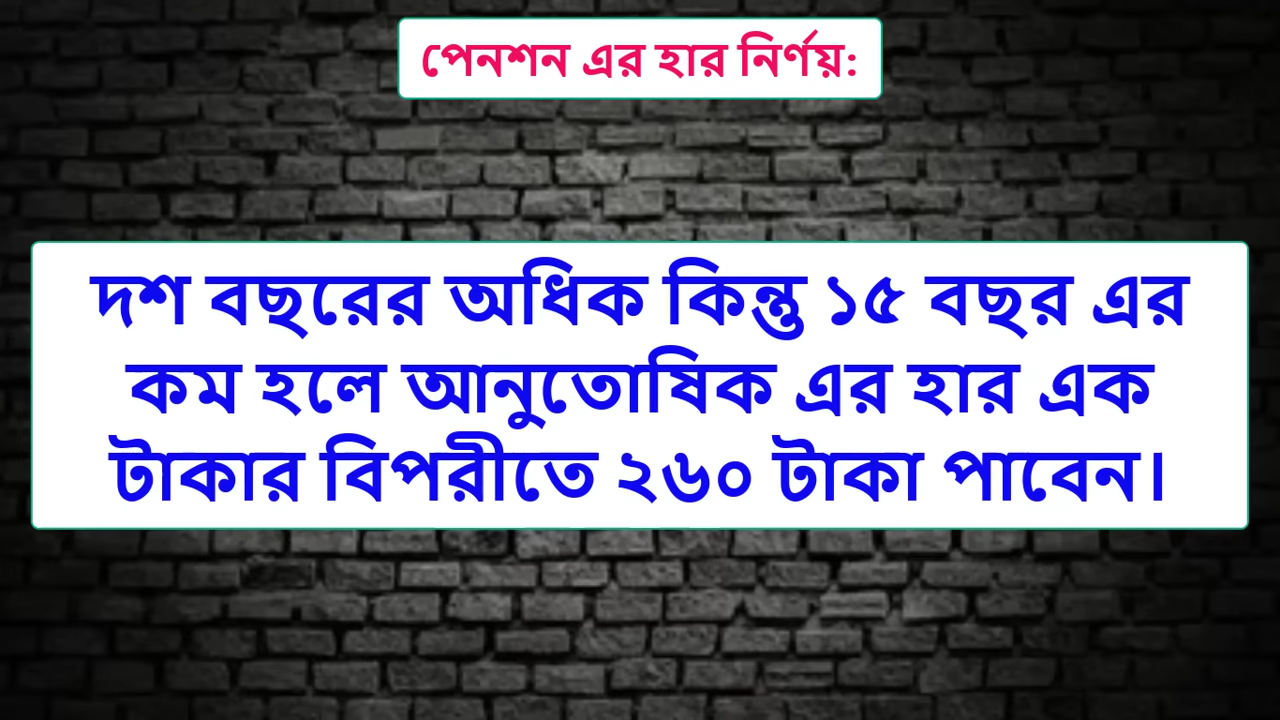 পেনশন এর হার নির্ণয়:
দশ বছরের অধিক কিন্তু ১৫ বছর এর
কম হলে আনুতোষিক এর হার এক
টাকার বিপরীতে ২৬০ টাকা পাবেন।